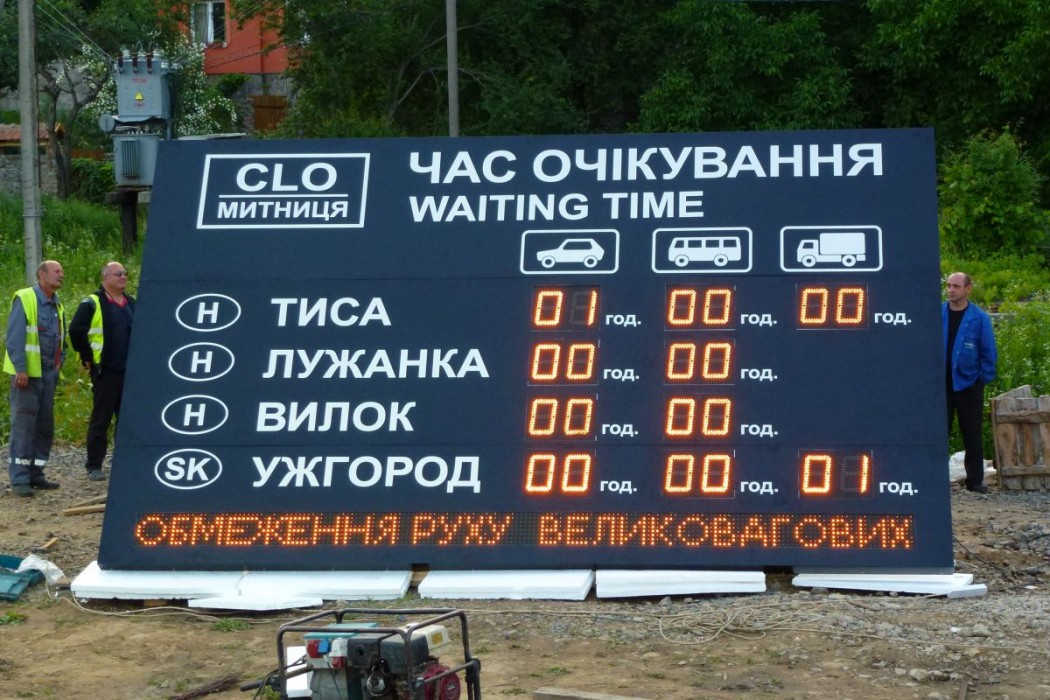 CLO
МИТНИЦЯ
ЧАС ОЧІКУВАННЯ
WAITING TIME
H ТИСА 01 год. 00 год. 00 год.
H ЛУЖАНКА 00 год. 00 год.
H ВИЛОК 00 год. 00 год.
SK УЖГОРОД 00 год. 00 год. 01 год.
ОБМЕЖЕННЯ РУХУ ВЕЛИКОВАГОВИХ